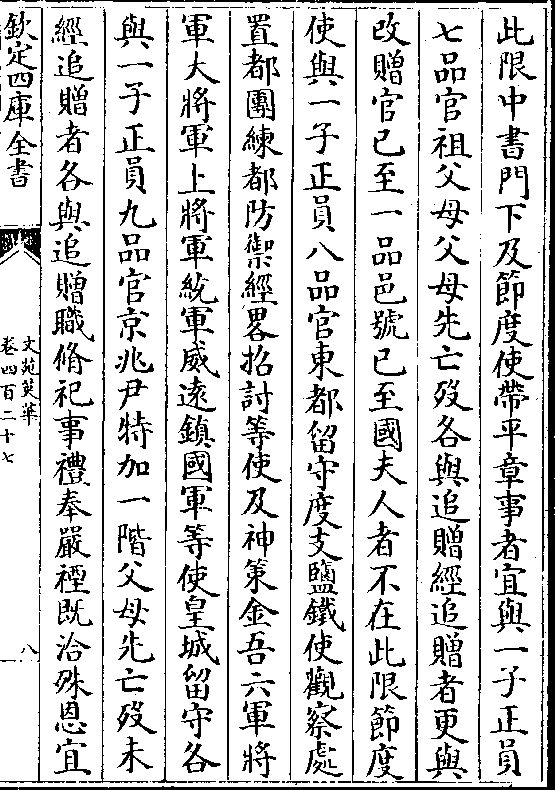 此限中書門下及節度使帶平章事者宜與一子正員
七品官祖父母父母先亡歿各與追贈經追贈者更與
改贈官已至一品邑號已至國夫人者不在此限節度
使與一子正員八品官東都留守度支鹽鐵使觀察處
置都團練都防禦經畧招討等使及神策金吾六軍將
軍大將軍上將軍統軍威遠鎮國軍等使皇城留守各
與一子正員九品官京兆尹特加一階父母先亡歿未
經追贈者各與追贈職脩祀事禮奉嚴禋既洽殊恩宜
欽定四庫全書
文苑英華
卷四百二十七
八